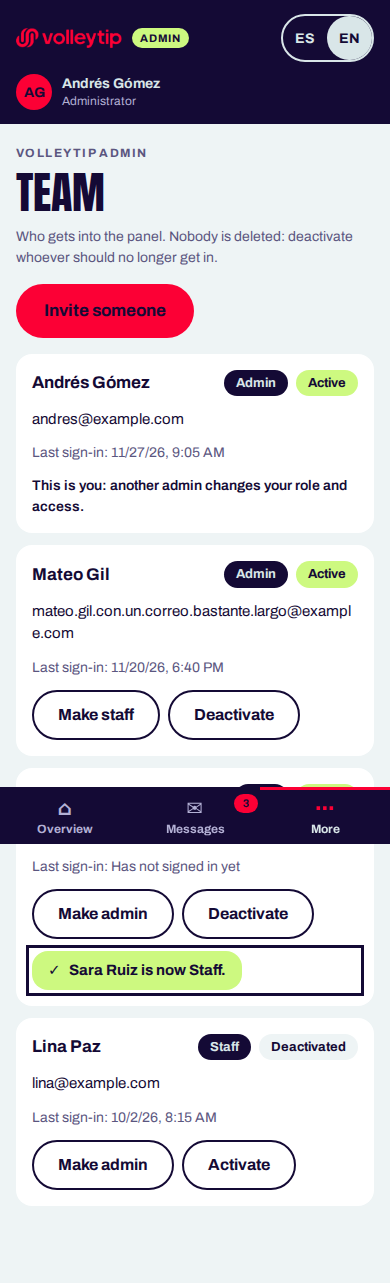 volleytip ADMIN ES EN
AG Andrés Gómez
Administrator
VOLLEYTIP ADMIN
TEAM
Who gets into the panel. Nobody is deleted: deactivate
whoever should no longer get in.
Invite someone
Andrés Gómez Admin Active
andres@example.com
Last sign-in: 11/27/26, 9:05 AM
This is you: another admin changes your role and
access.
Mateo Gil Admin Active
mateo.gil.con.un.correo.bastante.largo@exampl
e.com
Last sign-in: 11/20/26, 6:40 PM
Make staff Deactivate
3
Overview Messages More
Last sign-in: Has not signed in yet
Make admin Deactivate
✓ Sara Ruiz is now Staff.
Lina Paz Staff Deactivated
lina@example.com
Last sign-in: 10/2/26, 8:15 AM
Make admin Activate